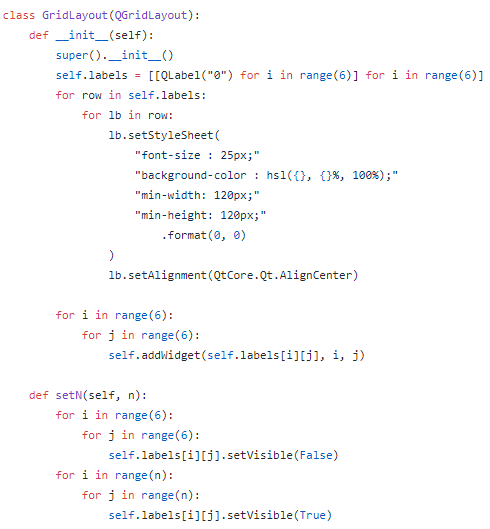 class GridLayout(QGridLayout):
    def __init__(self):
        super().__init__()
        self.labels = [[QLabel("0") for i in range(6)] for i in range(6)]
        for row in self.labels:
            for lb in row:
                lb.setStyleSheet(
                    "font-size : 25px;"
                    "background-color : hsl({}, {}%, 100%);"
                    "min-width: 120px;"
                    "min-height: 120px;"
                        .format(0, 0)
                )
                lb.setAlignment(QtCore.Qt.AlignCenter)

        for i in range(6):
            for j in range(6):
                self.addWidget(self.labels[i][j], i, j)

    def setN(self, n):
        for i in range(6):
            for j in range(6):
                self.labels[i][j].setVisible(False)
        for i in range(n):
            for j in range(n):
                self.labels[i][j].setVisible(True)